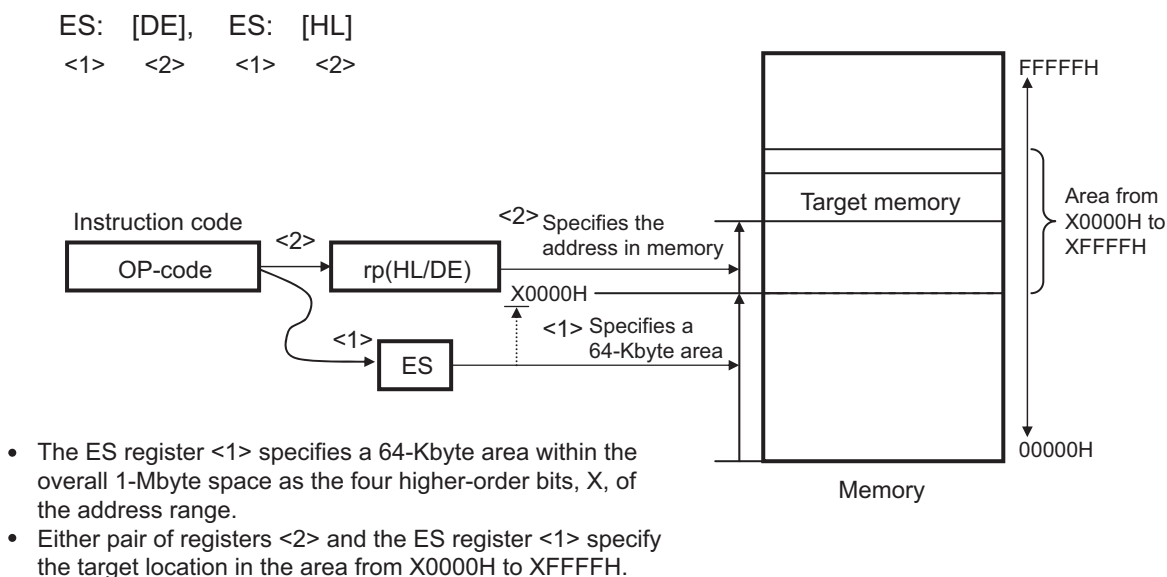 ES: [DE], ES: [HL]
<1> <2> <1> <2>
FFFFFH
Target memory
Area from
X0000H to
XFFFFH
Instruction code
OP-code
<2>
rp(HL/DE)
<2> Specifies the
address in memory
X0000H
<1>
ES
<1> Specifies a
64-Kbyte area
00000H
Memory
• The ES register <1> specifies a 64-Kbyte area within the
overall 1-Mbyte space as the four higher-order bits, X, of
the address range.
• Either pair of registers <2> and the ES register <1> specify
the target location in the area from X0000H to XFFFFH.